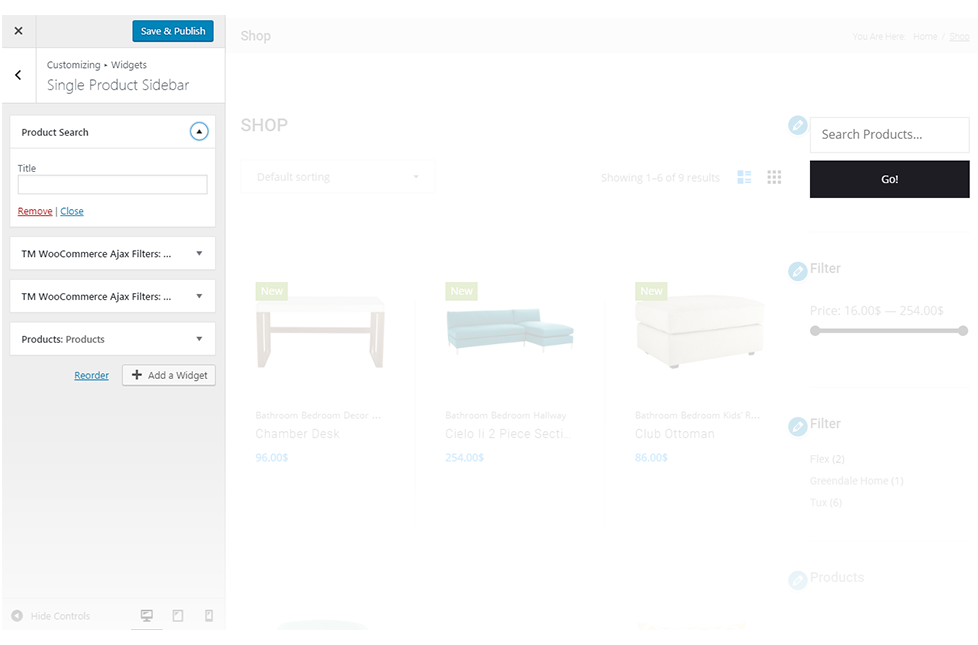 Save & Publish
Customizing ▸ Widgets
Single Product Sidebar
Product Search
Title
Remove | Close
TM WooCommerce Ajax Filters: ...
TM WooCommerce Ajax Filters: ...
Products: Products
Reorder
Add a Widget
Hide Controls
Shop
You Are Here: Home / Shop
SHOP
Default sorting
Showing 1–6 of 9 results
New
Bathroom Bedroom Decor ...
Chamber Desk
96.00$
New
Bathroom Bedroom Hallway
Cielo Ii 2 Piece Secti...
254.00$
New
Bathroom Bedroom Kids' R...
Club Ottoman
86.00$
Search Products...
Go!
Filter
Price: 16.00$ — 254.00$
Filter
Flex (2)
Greendale Home (1)
Tux (6)
Products